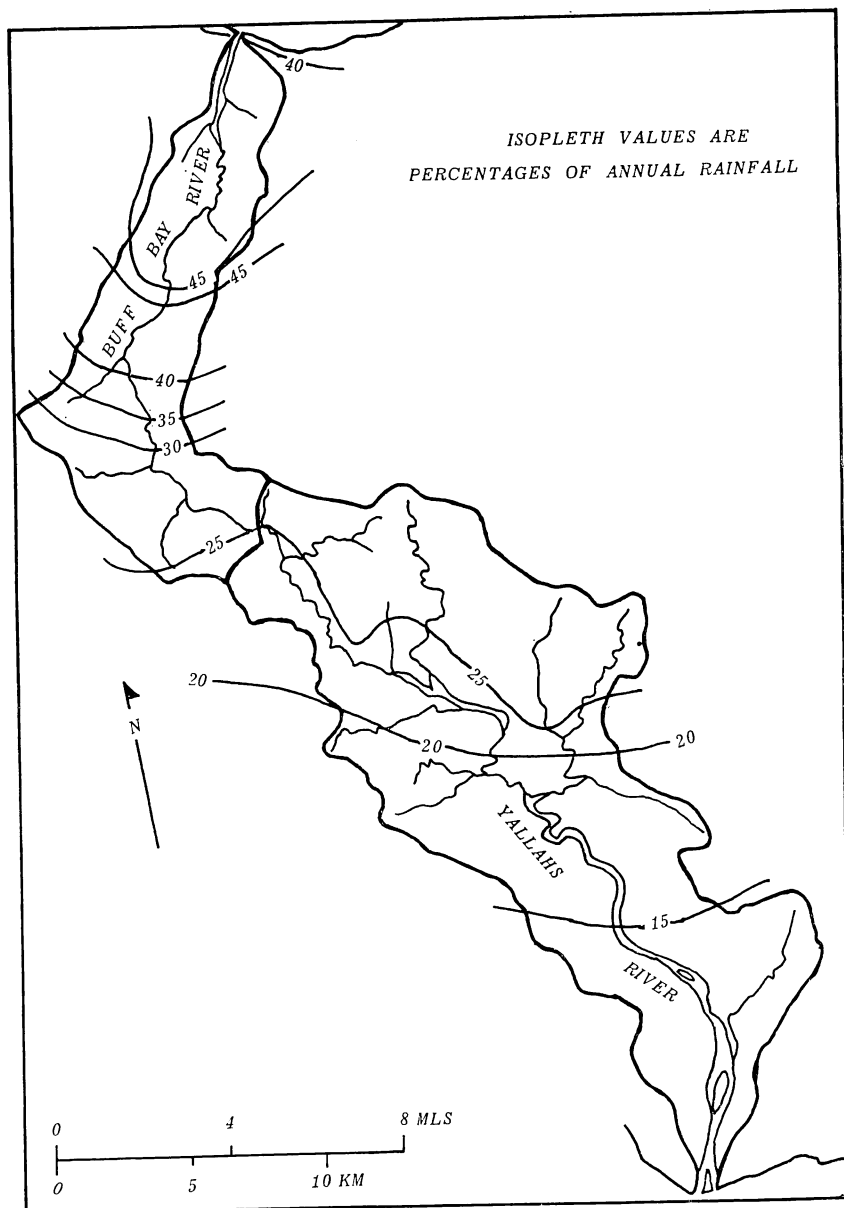 40
ISOPLETH VALUES ARE
PERCENTAGES OF ANNUAL RAINFALL
BUFF BAY RIVER
45
45
40
35
30
25
20
25
20
20
N
YALLAHS RIVER
15
0 4 8 MLS
0 5 10 KM